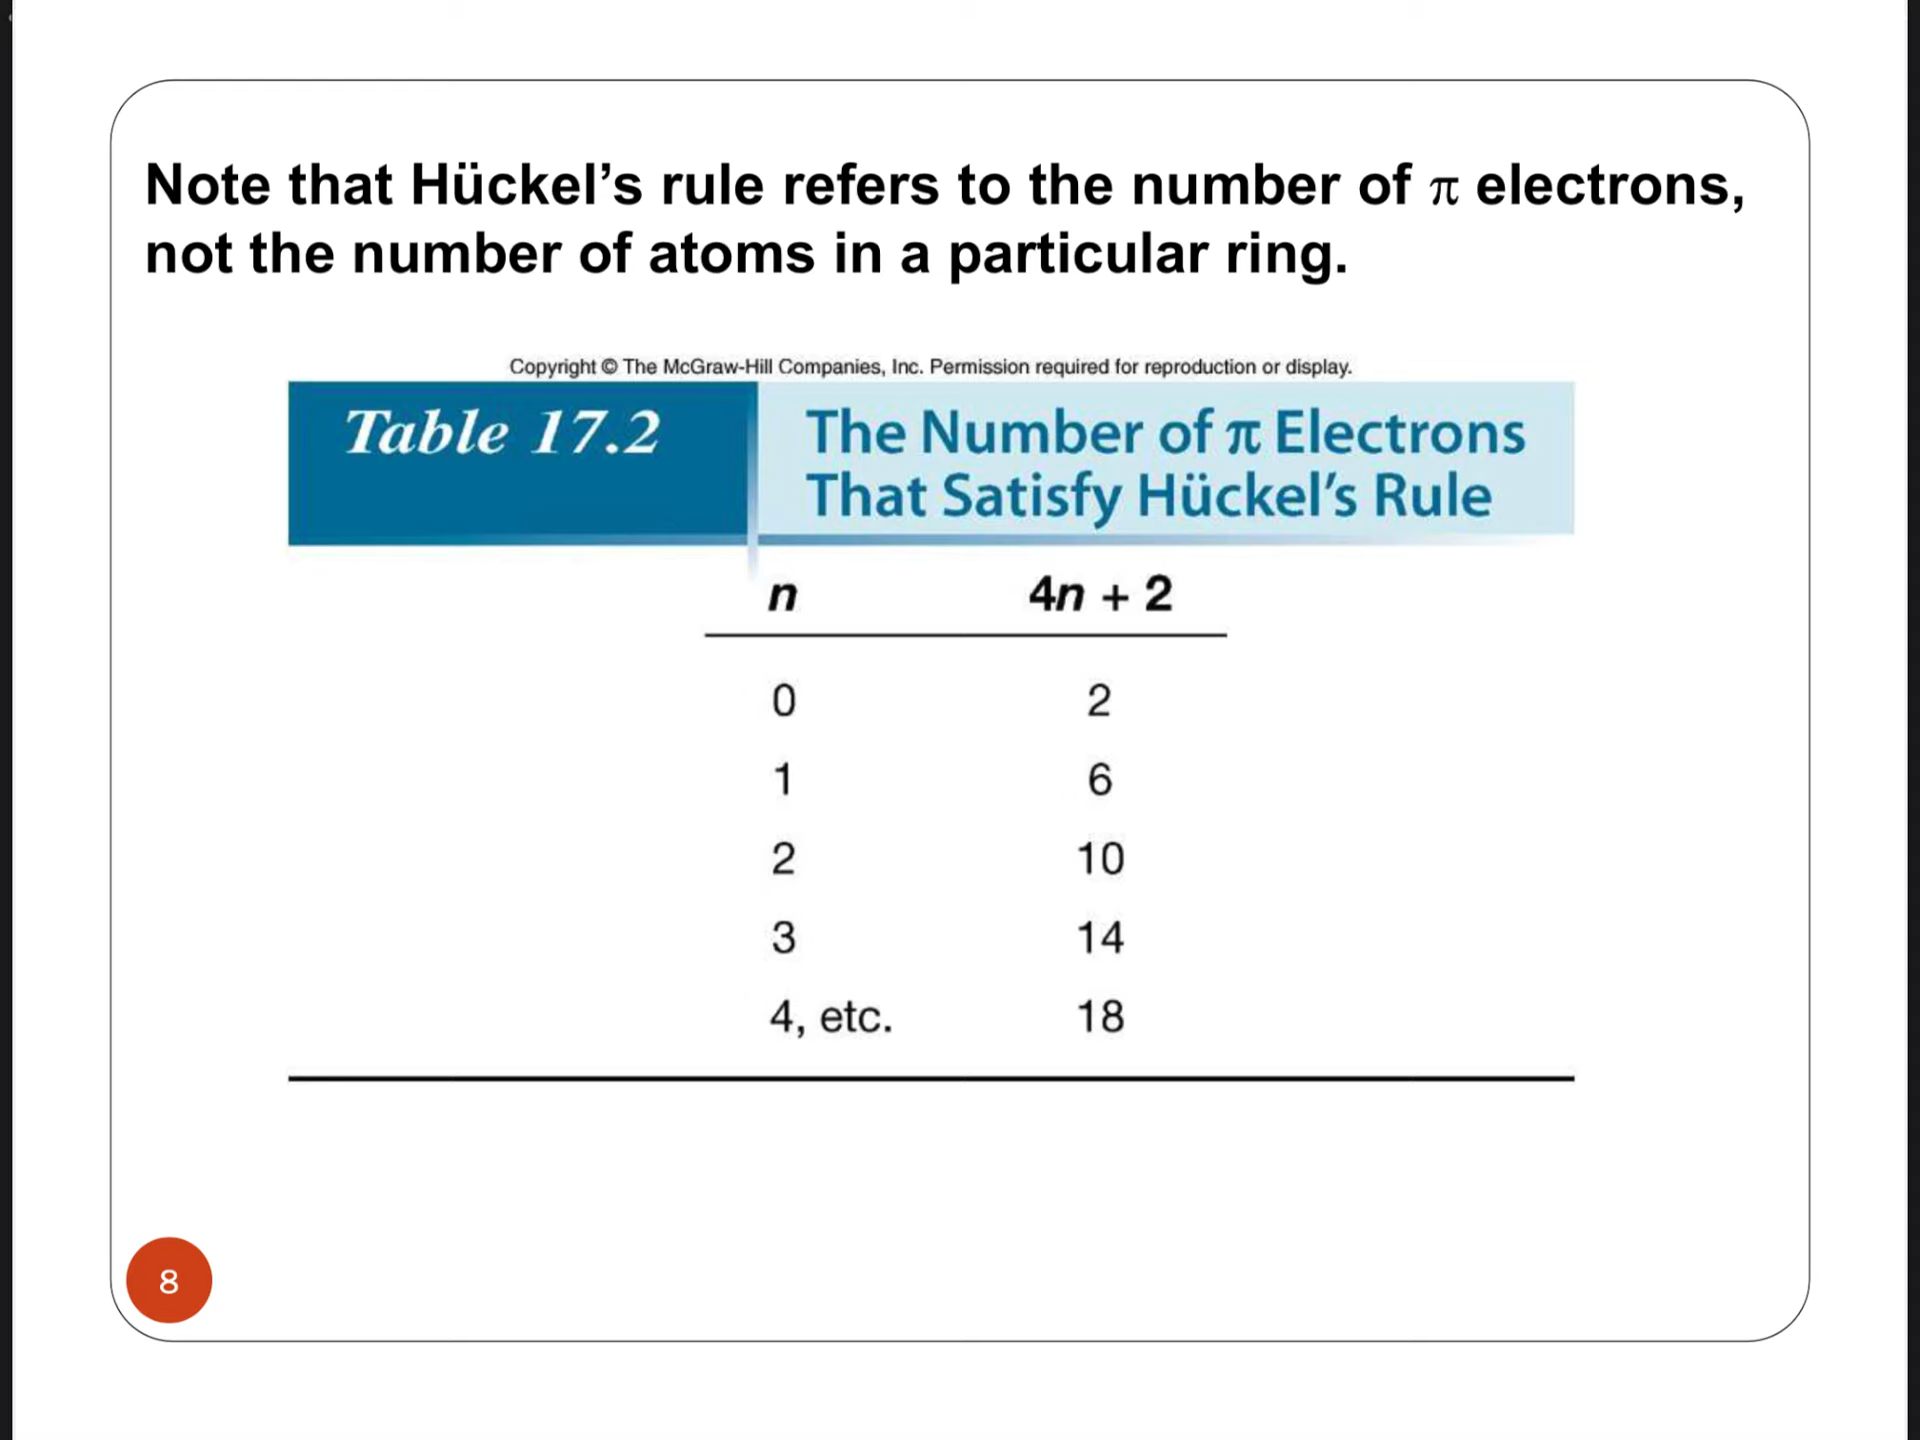 Note that Hückel’s rule refers to the number of π electrons,
not the number of atoms in a particular ring.
Copyright © The McGraw-Hill Companies, Inc. Permission required for reproduction or display.
Table 17.2
The Number of π Electrons
That Satisfy Hückel’s Rule
n 4n + 2
0 2
1 6
2 10
3 14
4, etc. 18
8